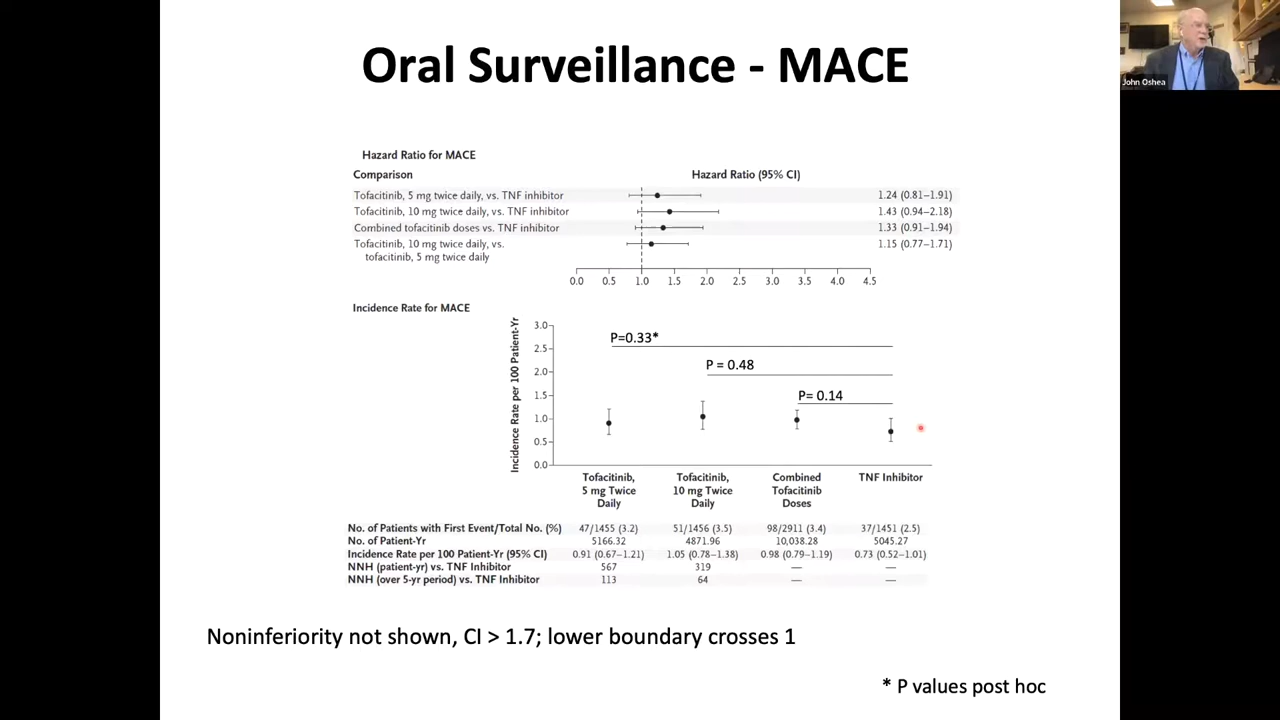 Oral Surveillance - MACE
John Oshea
Hazard Ratio for MACE
Comparison
Hazard Ratio (95% CI)
Tofacitinib, 5 mg twice daily, vs. TNF inhibitor 1.24 (0.81–1.91)
Tofacitinib, 10 mg twice daily, vs. TNF inhibitor 1.43 (0.94–2.18)
Combined tofacitinib doses vs. TNF inhibitor 1.33 (0.91–1.94)
Tofacitinib, 10 mg twice daily, vs. 1.15 (0.77–1.71)
tofacitinib, 5 mg twice daily
0.0 0.5 1.0 1.5 2.0 2.5 3.0 3.5 4.0 4.5
Incidence Rate for MACE
Incidence Rate per 100 Patient-Yr
3.0
2.5
2.0
1.5
1.0
0.5
0.0
P=0.33*
P = 0.48
P= 0.14
Tofacitinib, 5 mg Twice Daily
Tofacitinib, 10 mg Twice Daily
Combined Tofacitinib Doses
TNF Inhibitor
No. of Patients with First Event/Total No. (%) 47/1455 (3.2) 51/1456 (3.5) 98/2911 (3.4) 37/1451 (2.5)
No. of Patient-Yr 5166.32 4871.96 10,038.28 5045.27
Incidence Rate per 100 Patient-Yr (95% CI) 0.91 (0.67–1.21) 1.05 (0.78–1.38) 0.98 (0.79–1.19) 0.73 (0.52–1.01)
NNH (patient-yr) vs. TNF Inhibitor 567 319 — —
NNH (over 5-yr period) vs. TNF Inhibitor 113 64 — —
Noninferiority not shown, CI > 1.7; lower boundary crosses 1
* P values post hoc